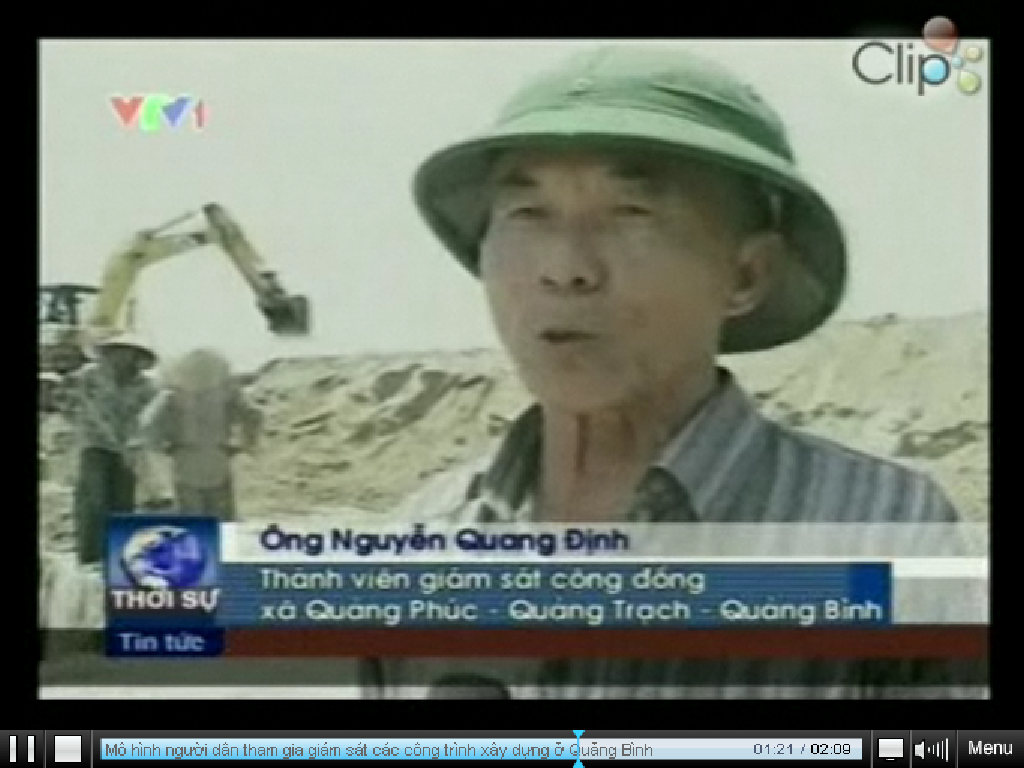 Clip
VTV1
Ông Nguyễn Quang Định
Thành viên giám sát cộng đồng
xã Quảng Phúc - Quảng Trạch - Quảng Bình
THỜI SỰ
Tin tức
Mô hình người dân tham gia giám sát các công trình xây dựng ở Quảng Bình
01:21 / 02:09
Menu